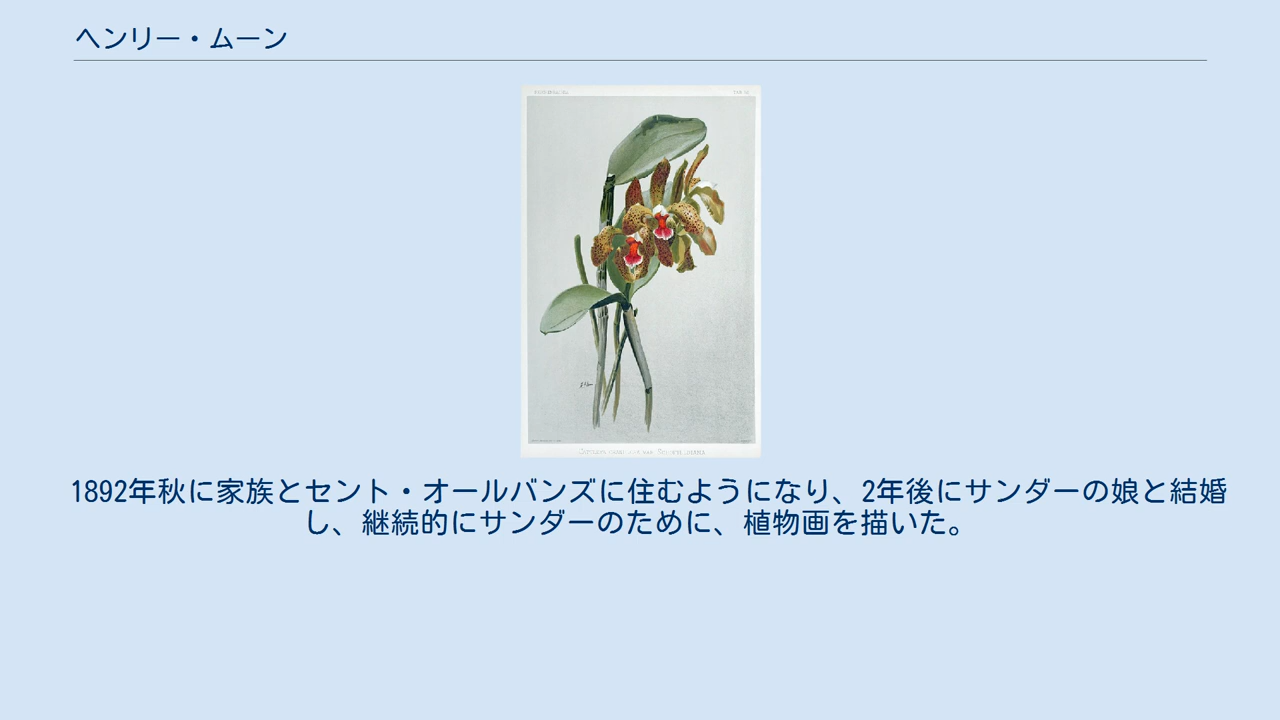 ヘンリー・ムーン
1892年秋に家族とセント・オールバンズに住むようになり、2年後にサンダーの娘と結婚
し、継続的にサンダーのために、植物画を描いた。